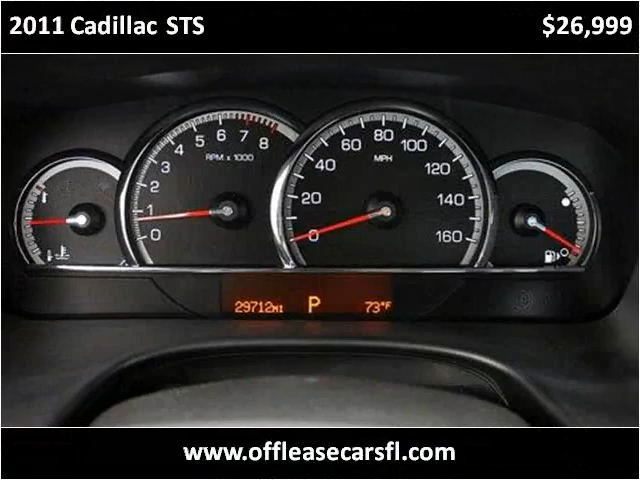 2011 Cadillac STS $26,999
0 1 2 3 4 5 6 7 8
RPM x 1000
0 20 40 60 80 100 120 140 160
MPH
29712MI P 73°F
www.offleasecarsfl.com